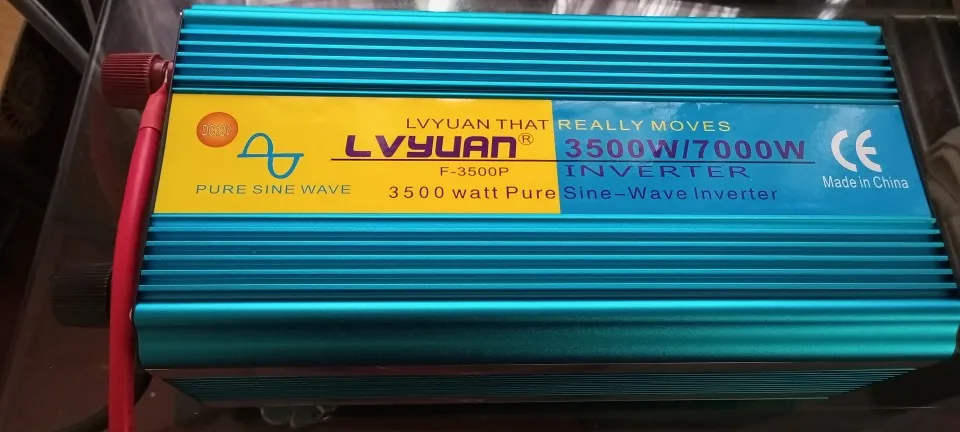 LVYUAN THAT REALLY MOVES
LVYUAN®
3500W/7000W
F-3500P
INVERTER
3500 watt Pure Sine-Wave Inverter
PURE SINE WAVE
CE
Made in China